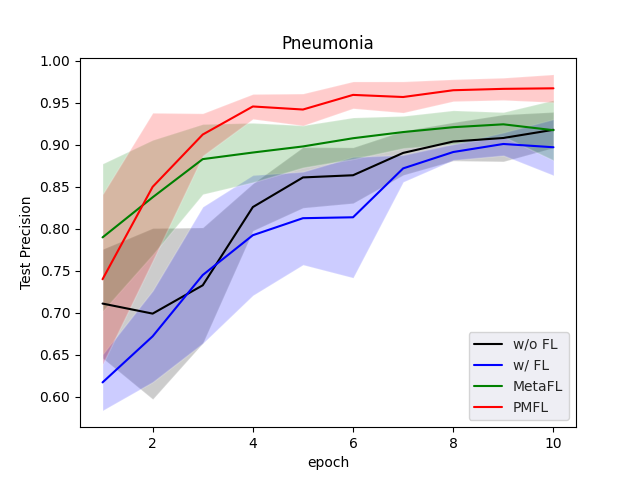 Pneumonia
1.00
0.95
0.90
0.85
0.80
0.75
0.70
0.65
0.60
Test Precision
2
4
6
8
10
epoch
w/o FL
w/ FL
MetaFL
PMFL